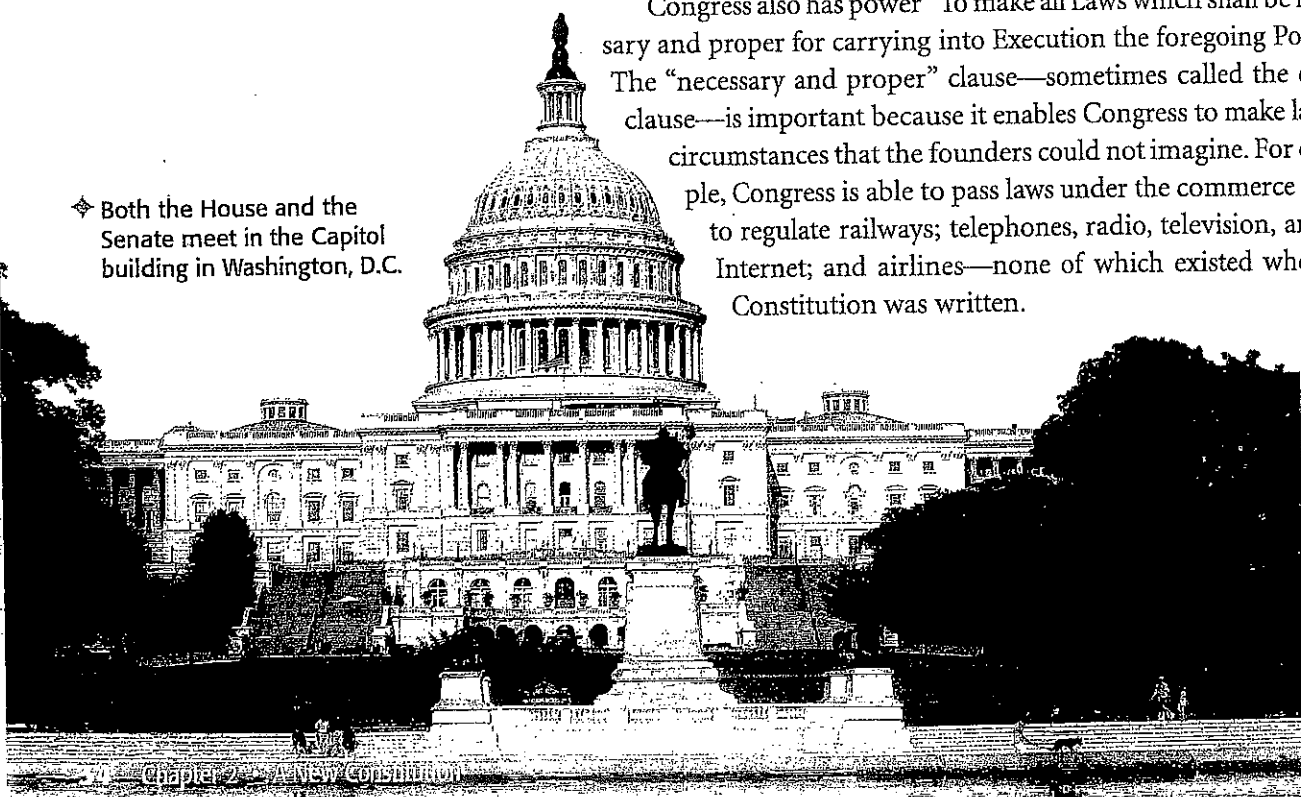 Congress also has power "To make all Laws which shall be
sary and proper for carrying into Execution the foregoing Po
The "necessary and proper" clause—sometimes called the
clause—is important because it enables Congress to make la
circumstances that the founders could not imagine. For
ple, Congress is able to pass laws under the commerce
to regulate railways; telephones, radio, television, an
Internet; and airlines—none of which existed whe
Constitution was written.
Both the House and the
Senate meet in the Capitol
building in Washington, D.C.
Chapter 2 • A New Constitution